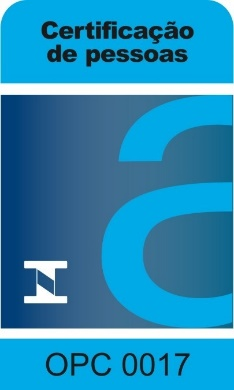 Certificação
de pessoas
a
OPC 0017